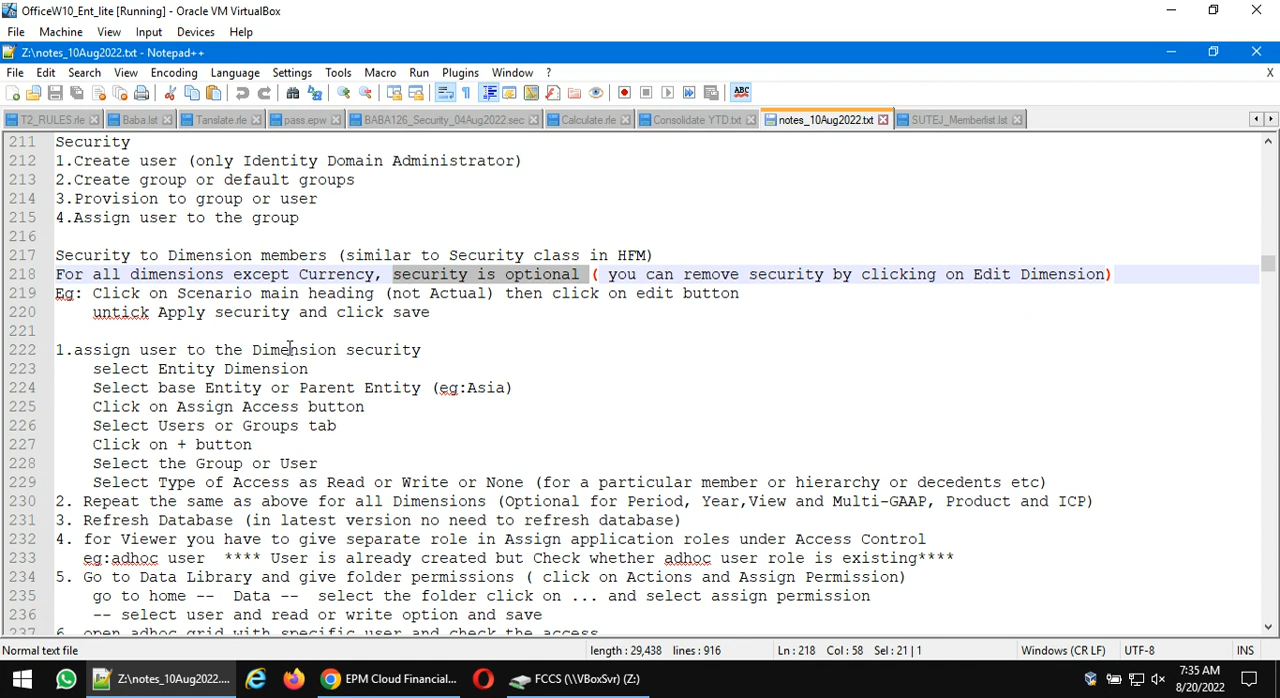 OfficeW10_Ent_lite [Running] - Oracle VM VirtualBox
File Machine View Input Devices Help
Z:\notes_10Aug2022.txt - Notepad++
File Edit Search View Encoding Language Settings Tools Macro Run Plugins Window ? X
T2_RULES.rle Baba.lst Translate.rle pass.epw BABA126_Security_04Aug2022.sec Calculate.rle Consolidate YTD.txt notes_10Aug2022.txt SUTEJ_Memberlist.lst
211 Security
212 1.Create user (only Identity Domain Administrator)
213 2.Create group or default groups
214 3.Provision to group or user
215 4.Assign user to the group
216
217 Security to Dimension members (similar to Security class in HFM)
218 For all dimensions except Currency, security is optional ( you can remove security by clicking on Edit Dimension)
219 Eg: Click on Scenario main heading (not Actual) then click on edit button
220 untick Apply security and click save
221
222 1.assign user to the Dimension security
223 select Entity Dimension
224 Select base Entity or Parent Entity (eg:Asia)
225 Click on Assign Access button
226 Select Users or Groups tab
227 Click on + button
228 Select the Group or User
229 Select Type of Access as Read or Write or None (for a particular member or hierarchy or decedents etc)
230 2. Repeat the same as above for all Dimensions (Optional for Period, Year,View and Multi-GAAP, Product and ICP)
231 3. Refresh Database (in latest version no need to refresh database)
232 4. for Viewer you have to give separate role in Assign application roles under Access Control
233 eg:adhoc user **** User is already created but Check whether adhoc user role is existing****
234 5. Go to Data Library and give folder permissions ( click on Actions and Assign Permission)
235 go to home -- Data -- select the folder click on ... and select assign permission
236 -- select user and read or write option and save
237 6. open adhoc grid with specific user and check the access
Normal text file length : 29,438 lines : 916 Ln : 218 Col : 58 Sel : 21 | 1 Windows (CR LF) UTF-8 INS
Z:\notes_10Aug2022.... EPM Cloud Financial... FCCS (\\VBoxSvr) (Z:) 7:35 AM
8/20/2022